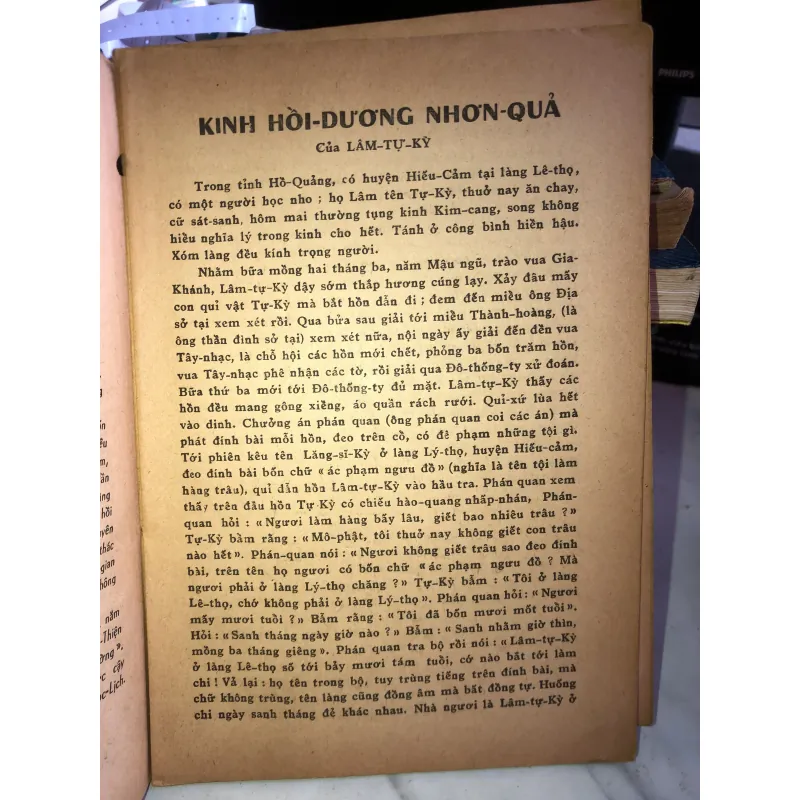 KINH HỒI-DƯƠNG NHƠN-QUẢ
Của LÂM-TỰ-KỲ
Trong tỉnh Hồ-Quảng, có huyện Hiếu-Cảm tại làng Lê-thọ,
có một người học nho ; họ Lâm tên Tự-Kỳ, thuở nay ăn chay,
cữ sát-sanh, hôm mai thường tụng kinh Kim-cang, song không
hiểu nghĩa lý trong kinh cho hết. Tánh ở công bình hiền hậu.
Xóm làng đều kính trọng người.
Nhằm bữa mồng hai tháng ba, năm Mậu ngũ, trào vua Gia-
Khánh, Lâm-tự-Kỳ dậy sớm thắp hương cúng lạy. Xảy đâu mấy
con quỉ vật Tự-Kỳ mà bắt hồn dẫn đi ; đem đến miều ông Địa
sở tại xem xét rồi. Qua bửa sau giải tới miều Thành-hoàng, (là
ông thần đình sở tại) xem xét nữa, nội ngày ấy giải đến đền vua
Tây-nhạc, là chỗ hội các hồn mới chết, phỏng ba bốn trăm hồn,
vua Tây-nhạc phê nhận các tờ, rồi giải qua Đô-thống-ty xử đoán.
Bữa thứ ba mới tới Đô-thống-ty đủ mặt. Lâm-tự-Kỳ thấy các
hồn đều mang gông xiềng, áo quần rách rưới. Quỉ-xứ lùa hết
vào dinh. Chưởng án phán quan (ông phán quan coi các án) mà
phát đính bài mỗi hồn, đeo trên cổ, có đề phạm những tội gì.
Tới phiên kêu tên Lăng-sĩ-Kỳ ở làng Lý-thọ, huyện Hiếu-cảm,
đeo đính bài bốn chữ «ác phạm ngưu đồ» (nghĩa là tên tội làm
hàng trâu), quỉ dẫn hồn Lâm-tự-Kỳ vào hầu tra. Phán quan xem
thấy trên đầu hồn Tự-Kỳ có chiếu hào-quang nhấp-nhán, Phán-
quan hỏi : «Ngươi làm hàng bấy lâu, giết bao nhiêu trâu ?»
Tự-Kỳ bằm rằng : «Mô-phật, tôi thuở nay không giết con trâu
nào hết». Phán-quan nói : «Ngươi không giết trâu sao đeo đính
bài, trên tên họ ngươi có bốn chữ «ác phạm ngưu đồ ? Mà
ngươi phải ở làng Lý-thọ chăng ?» Tự-Kỳ bằm : «Tôi ở làng
Lê-thọ, chớ không phải ở làng Lý-thọ». Phán quan hỏi: «Ngươi
mấy mươi tuổi ? » Bằm rằng : «Tôi đã bốn mươi mốt tuổi».
Hỏi : «Sanh tháng ngày giờ nào ? » Bằm : «Sanh nhằm giờ thìn,
mồng ba tháng giêng». Phán quan tra bộ rồi nói : «Lâm-tự-Kỳ
ở làng Lê-thọ số tới bảy mươi tám tuổi, cớ nào bắt tới làm
chi ! Vả lại : họ tên trong bộ, tuy trùng tiếng trên đính bài, mà
chữ không trùng, tên làng cũng đồng âm mà bất đồng tự. Huống
chi ngày sanh tháng đẻ khác nhau. Nhà ngươi là Lâm-tự-Kỳ ở
PHILIPS